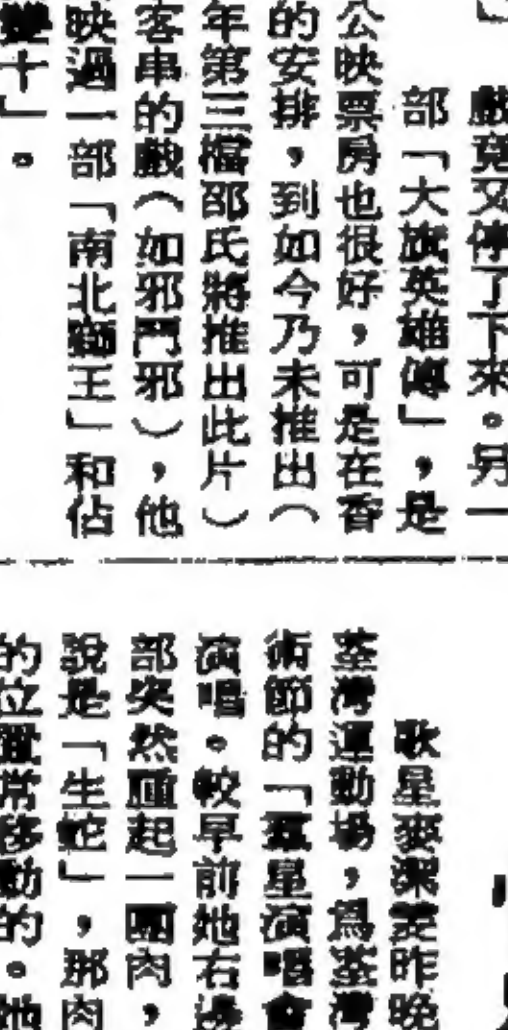 」戲竟又停了下來。另一
部「大旗英雄傳」，是
公映票房也很好，可是在香
的安排，到如今乃未推出（
年第三檔邵氏將推出此片）
客串的戲（如邪鬥邪），他
映過一部「南北獅王」和佔
變十」。
歌星麥潔雯昨晚
荃灣運動場，爲荃灣
術節的「羣星演唱會
演唱。較早前她右邊
部突然腫起一團肉，
說是「生蛇」，那肉
的位置常移動的。她